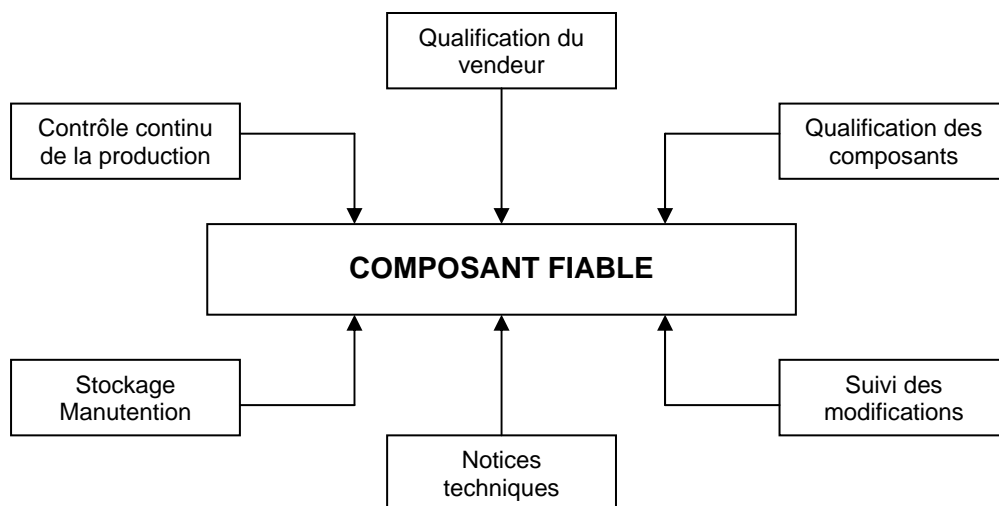 Qualification du
vendeur
Contrôle continu
de la production
Qualification des
composants
COMPOSANT FIABLE
Stockage
Manutention
Suivi des
modifications
Notices
techniques